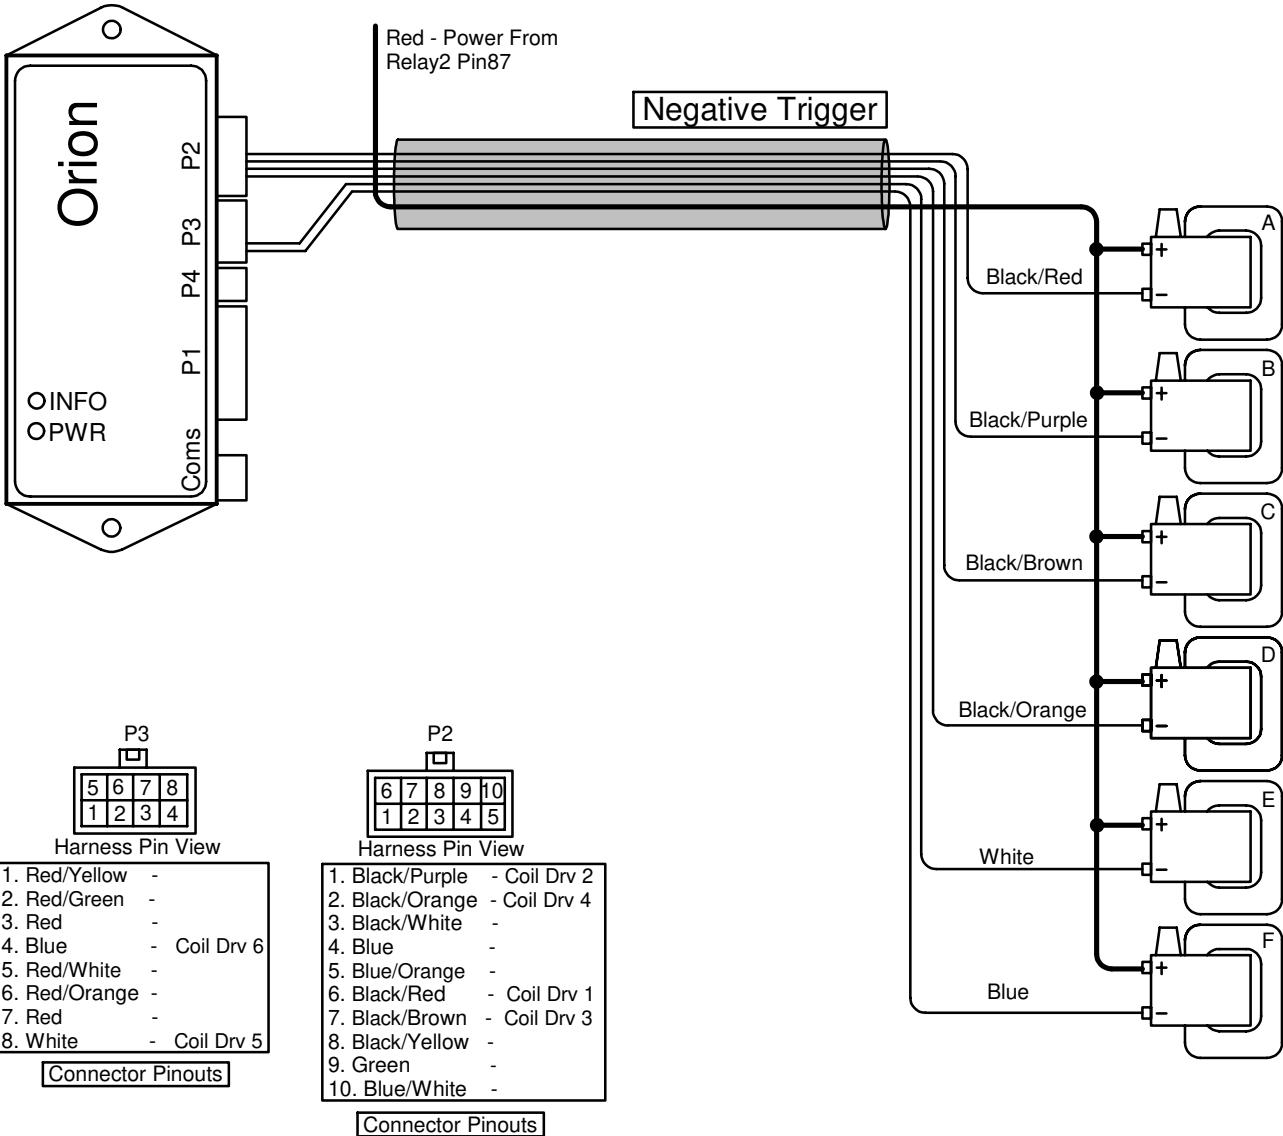 Red - Power From
Relay2 Pin87
Negative Trigger
Orion
P2
P3
P4
P1
Coms
INFO
PWR
A
+
Black/Red
-
B
+
Black/Purple
-
C
+
Black/Brown
-
D
+
Black/Orange
-
E
+
White
-
F
+
Blue
-
P3
5 6 7 8
1 2 3 4
Harness Pin View
1. Red/Yellow -
2. Red/Green -
3. Red -
4. Blue - Coil Drv 6
5. Red/White -
6. Red/Orange -
7. Red -
8. White - Coil Drv 5
Connector Pinouts
P2
6 7 8 9 10
1 2 3 4 5
Harness Pin View
1. Black/Purple - Coil Drv 2
2. Black/Orange - Coil Drv 4
3. Black/White -
4. Blue -
5. Blue/Orange -
6. Black/Red - Coil Drv 1
7. Black/Brown - Coil Drv 3
8. Black/Yellow -
9. Green -
10. Blue/White -
Connector Pinouts